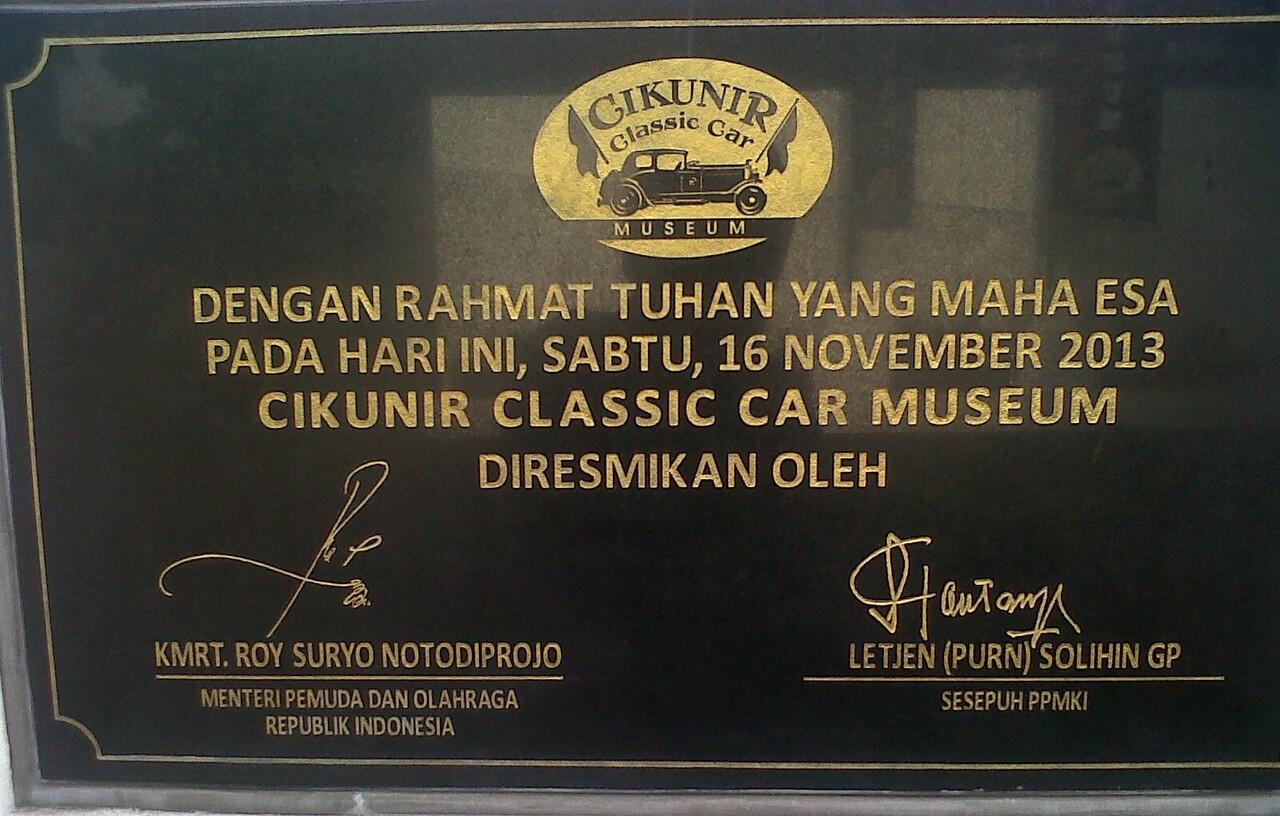 CIKUNIR
Classic Car
MUSEUM
DENGAN RAHMAT TUHAN YANG MAHA ESA
PADA HARI INI, SABTU, 16 NOVEMBER 2013
CIKUNIR CLASSIC CAR MUSEUM
DIRESMIKAN OLEH
KMRT. ROY SURYO NOTODIPROJO
MENTERI PEMUDA DAN OLAHRAGA
REPUBLIK INDONESIA
LETJEN (PURN) SOLIHIN GP
SESEPUH PPMKI